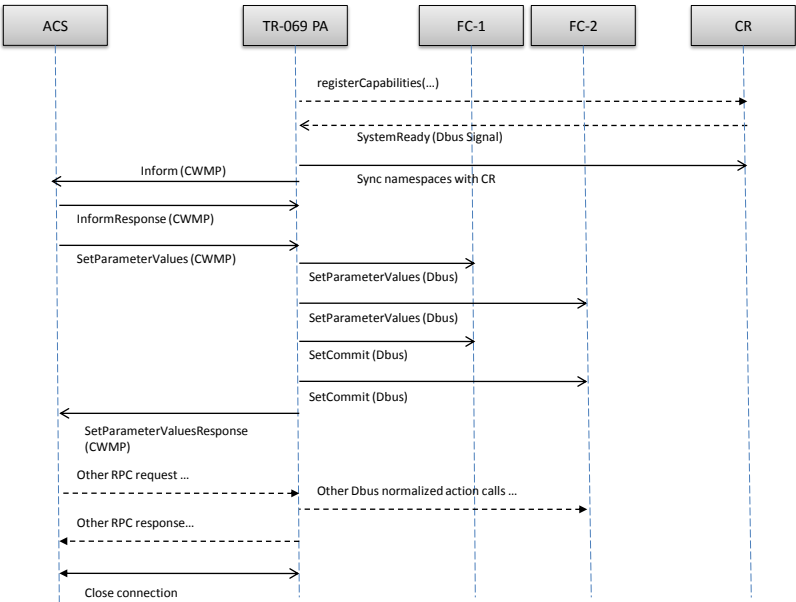 ACS TR-069 PA FC-1 FC-2 CR
registerCapabilities(…)
SystemReady (Dbus Signal)
Inform (CWMP)
Sync namespaces with CR
InformResponse (CWMP)
SetParameterValues (CWMP)
SetParameterValues (Dbus)
SetParameterValues (Dbus)
SetCommit (Dbus)
SetCommit (Dbus)
SetParameterValuesResponse
(CWMP)
Other RPC request …
Other Dbus normalized action calls …
Other RPC response…
Close connection